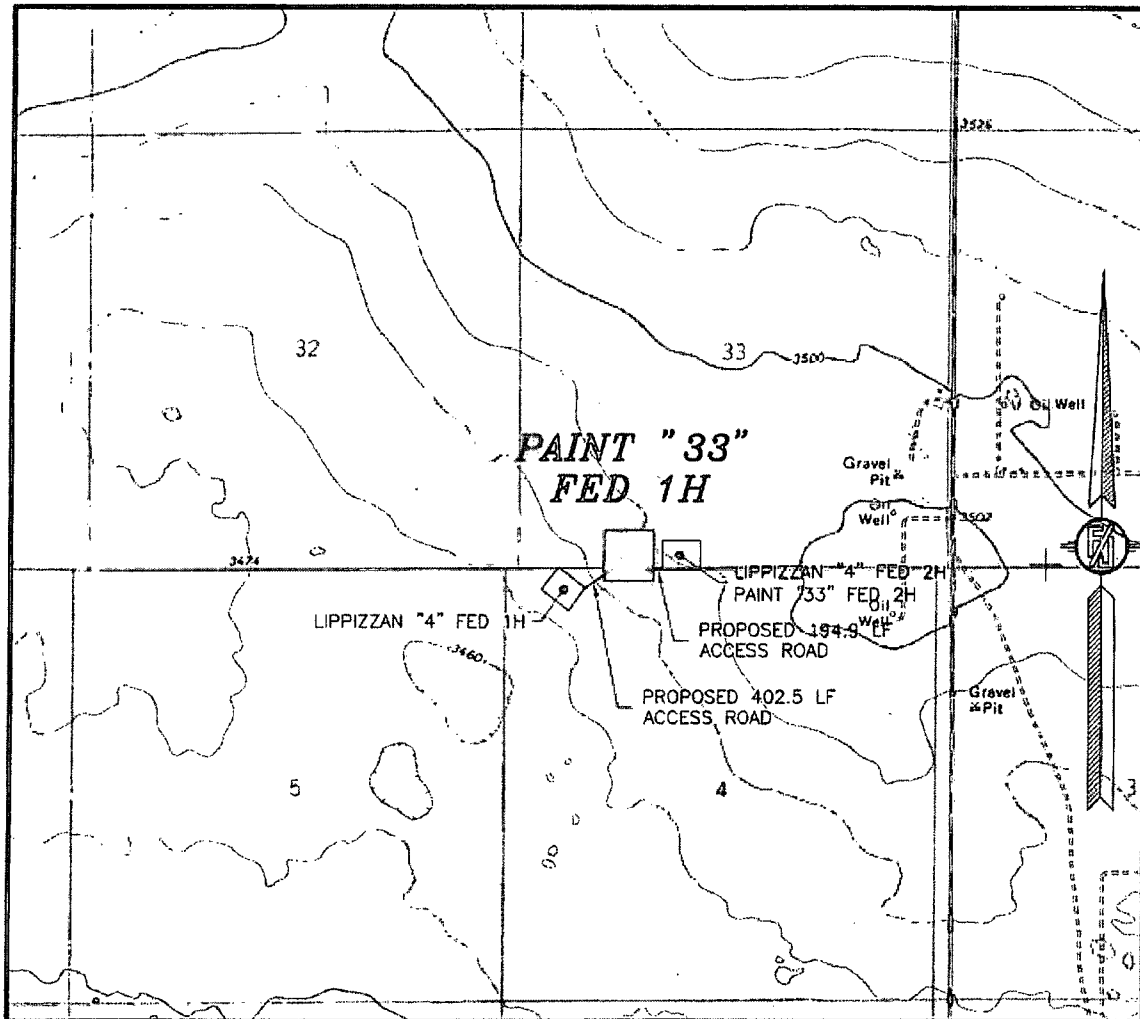 3526
32
33
3500
Oil Well
PAINT "33"
FED 1H
Gravel
Pit
Oil
Well
3507
3474
LIPPIZZAN "4" FED 2H
PAINT "33" FED 2H
LIPPIZZAN "4" FED 1H
Oil
Well
PROPOSED 194.9 LF
ACCESS ROAD
3460
PROPOSED 402.5 LF
ACCESS ROAD
Gravel
Pit
5
4
3